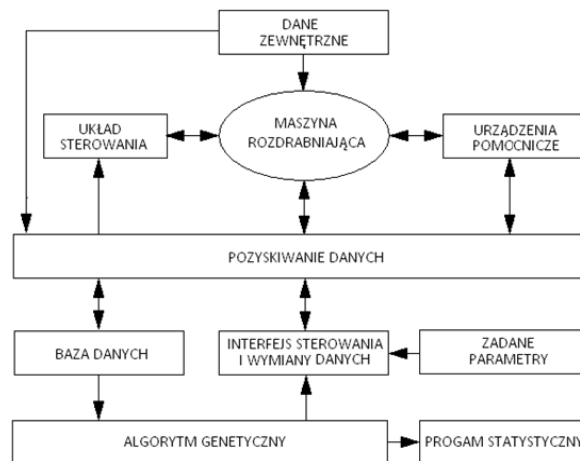 DANE
ZEWNĘTRZNE
UKŁAD
STEROWANIA
MASZYNA
ROZDRABNIAJĄCA
URZĄDZENIA
POMOCNICZE
POZYSKIWANIE DANYCH
BAZA DANYCH
INTERFEJS STEROWANIA
I WYMIANY DANYCH
ZADANE
PARAMETRY
ALGORYTM GENETYCZNY
PROGAM STATYSTYCZNY